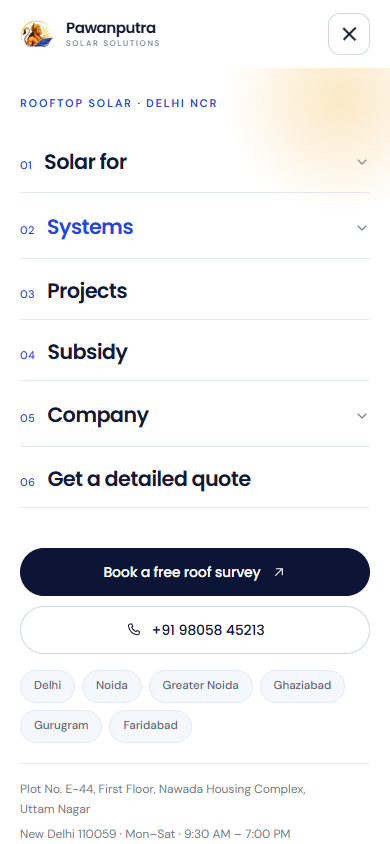 Pawanputra
SOLAR SOLUTIONS
ROOFTOP SOLAR · DELHI NCR
01 Solar for
02 Systems
03 Projects
04 Subsidy
05 Company
06 Get a detailed quote
Book a free roof survey
+91 98058 45213
Delhi Noida Greater Noida Ghaziabad
Gurugram Faridabad
Plot No. E-44, First Floor, Nawada Housing Complex,
Uttam Nagar
New Delhi 110059 · Mon–Sat · 9:30 AM – 7:00 PM